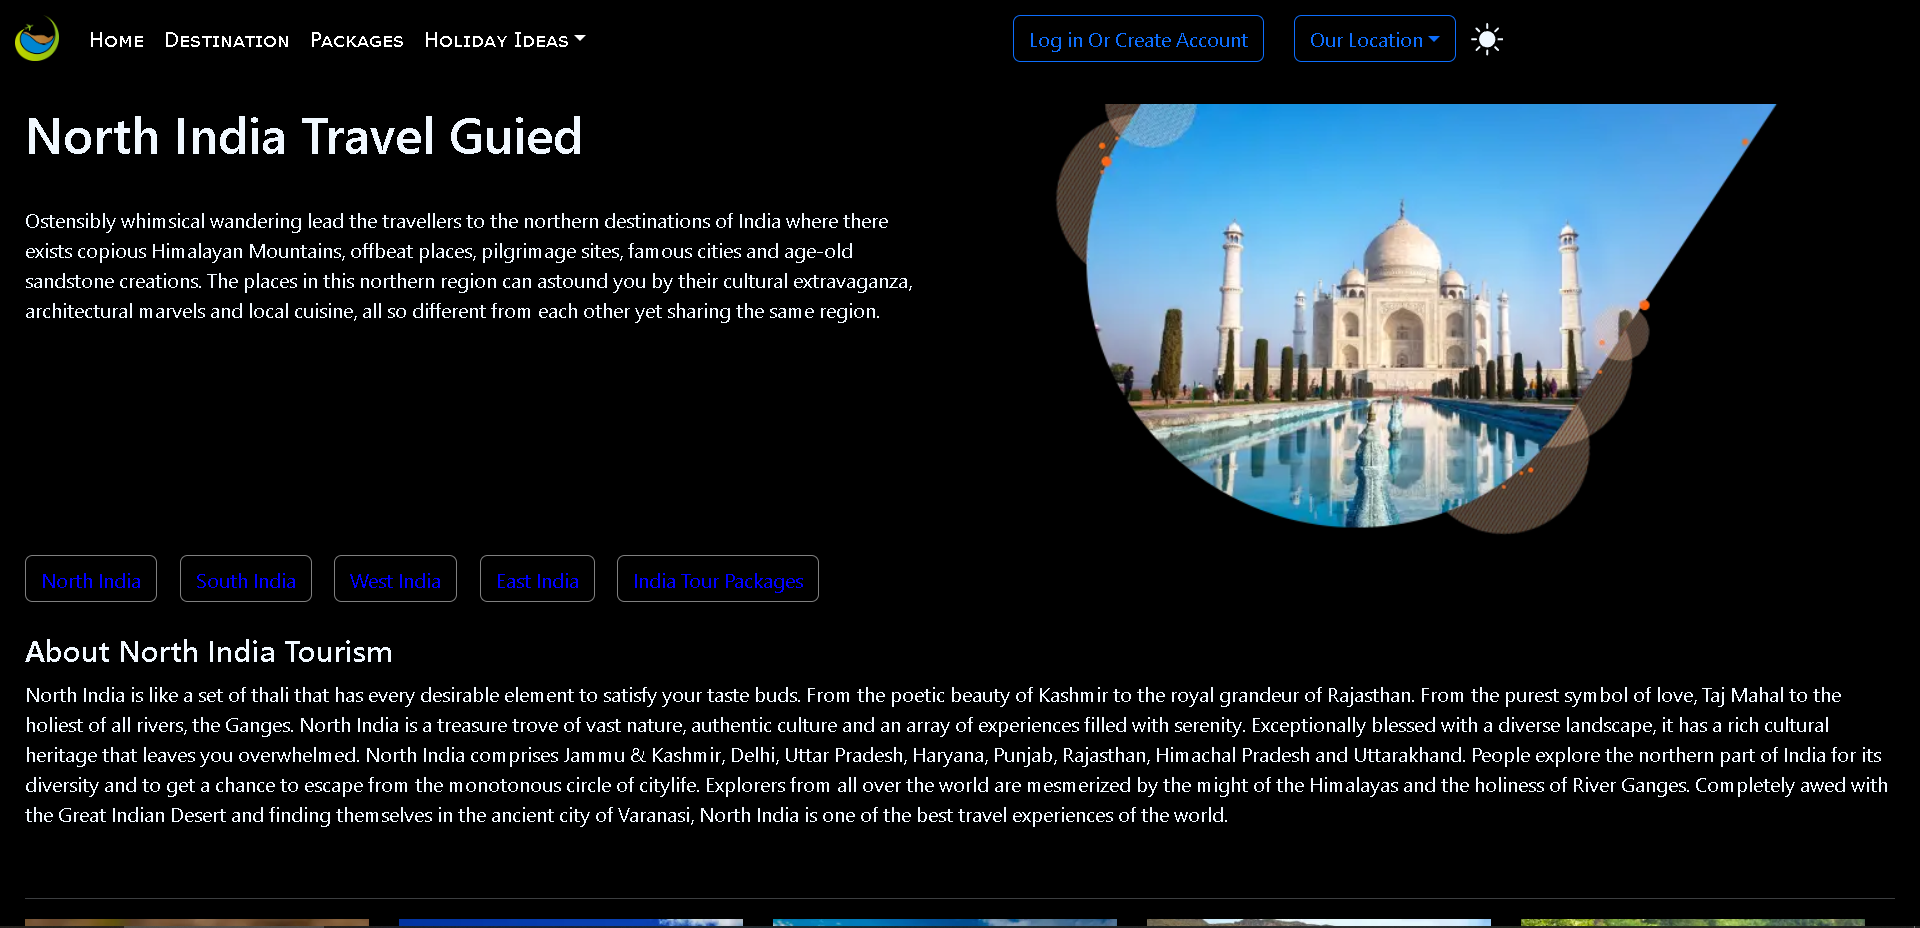 Home Destination Packages Holiday Ideas Log in Or Create Account Our Location
North India Travel Guied
Ostensibly whimsical wandering lead the travellers to the northern destinations of India where there
exists copious Himalayan Mountains, offbeat places, pilgrimage sites, famous cities and age-old
sandstone creations. The places in this northern region can astound you by their cultural extravaganza,
architectural marvels and local cuisine, all so different from each other yet sharing the same region.
North India South India West India East India India Tour Packages
About North India Tourism
North India is like a set of thali that has every desirable element to satisfy your taste buds. From the poetic beauty of Kashmir to the royal grandeur of Rajasthan. From the purest symbol of love, Taj Mahal to the
holiest of all rivers, the Ganges. North India is a treasure trove of vast nature, authentic culture and an array of experiences filled with serenity. Exceptionally blessed with a diverse landscape, it has a rich cultural
heritage that leaves you overwhelmed. North India comprises Jammu & Kashmir, Delhi, Uttar Pradesh, Haryana, Punjab, Rajasthan, Himachal Pradesh and Uttarakhand. People explore the northern part of India for its
diversity and to get a chance to escape from the monotonous circle of citylife. Explorers from all over the world are mesmerized by the might of the Himalayas and the holiness of River Ganges. Completely awed with
the Great Indian Desert and finding themselves in the ancient city of Varanasi, North India is one of the best travel experiences of the world.